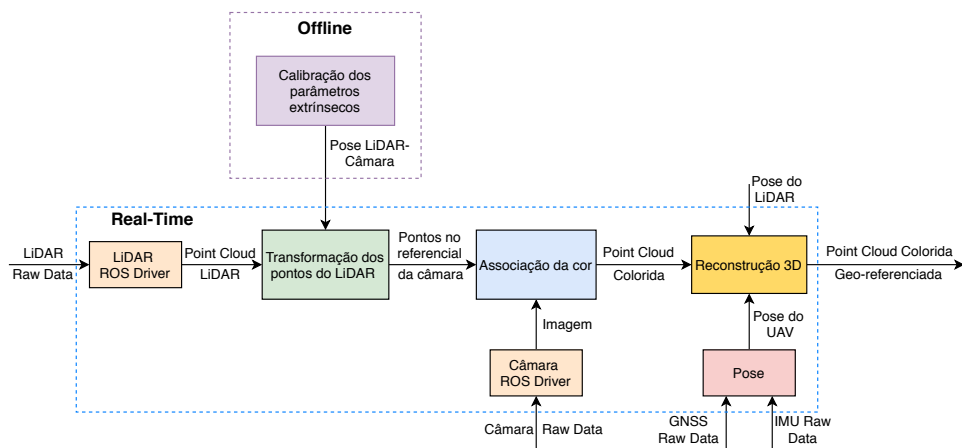 Offline
Calibração dos
parâmetros
extrínsecos
Pose LiDAR-
Câmara
Real-Time
LiDAR
Raw Data
LiDAR
ROS Driver
Point Cloud
LiDAR
Transformação dos
pontos do LiDAR
Pontos no
referencial
da câmara
Associação da cor
Point Cloud
Colorida
Pose do
LiDAR
Reconstrução 3D
Point Cloud Colorida
Geo-referenciada
Imagem
Câmara
ROS Driver
Câmara Raw Data
Pose do
UAV
Pose
GNSS
Raw Data
IMU Raw
Data